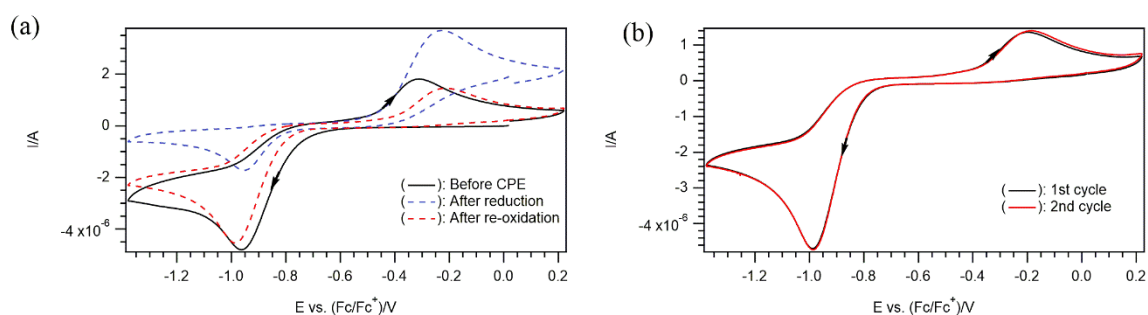 (a)
2
0
-2
-4 x10⁻⁶
I/A
-1.2 -1.0 -0.8 -0.6 -0.4 -0.2 0.0 0.2
E vs. (Fc/Fc⁺)/V
(—): Before CPE
(---): After reduction
(---): After re-oxidation
(b)
1
0
-1
-2
-3
-4 x10⁻⁶
I/A
-1.2 -1.0 -0.8 -0.6 -0.4 -0.2 0.0 0.2
E vs. (Fc/Fc⁺)/V
(—): 1st cycle
(—): 2nd cycle